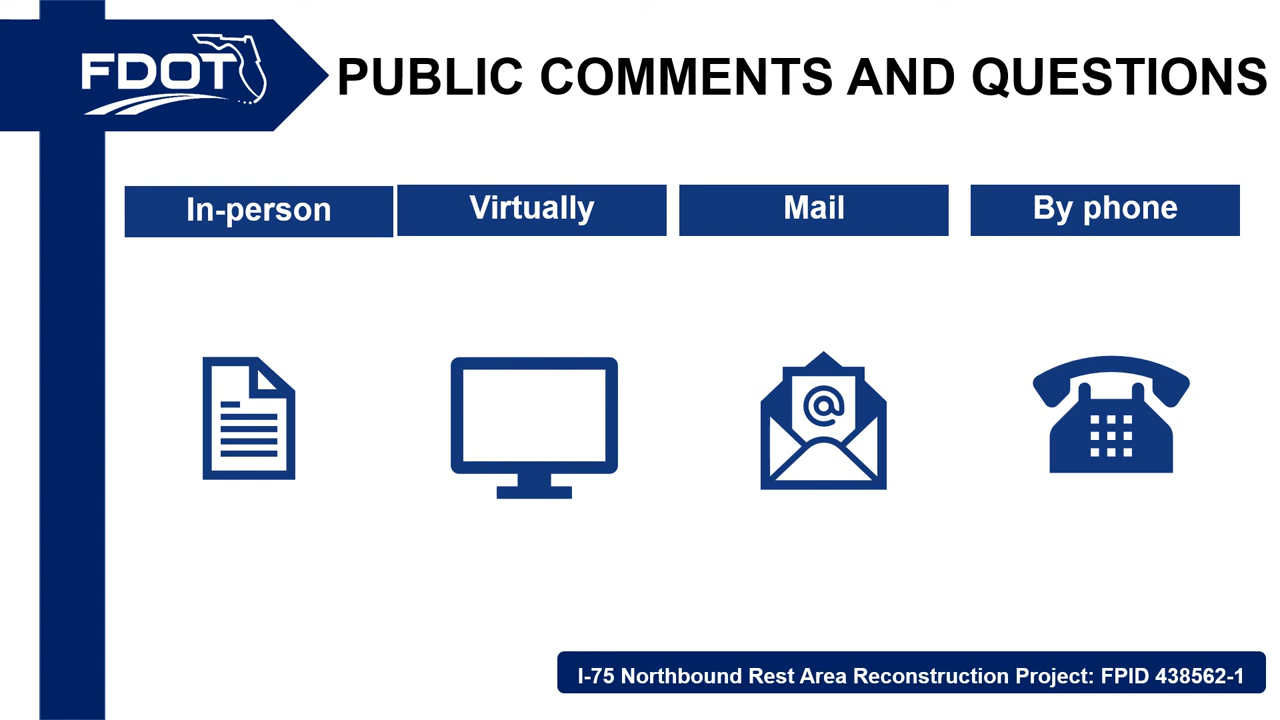 FDOT
PUBLIC COMMENTS AND QUESTIONS
In-person
Virtually
Mail
By phone
@
I-75 Northbound Rest Area Reconstruction Project: FPID 438562-1